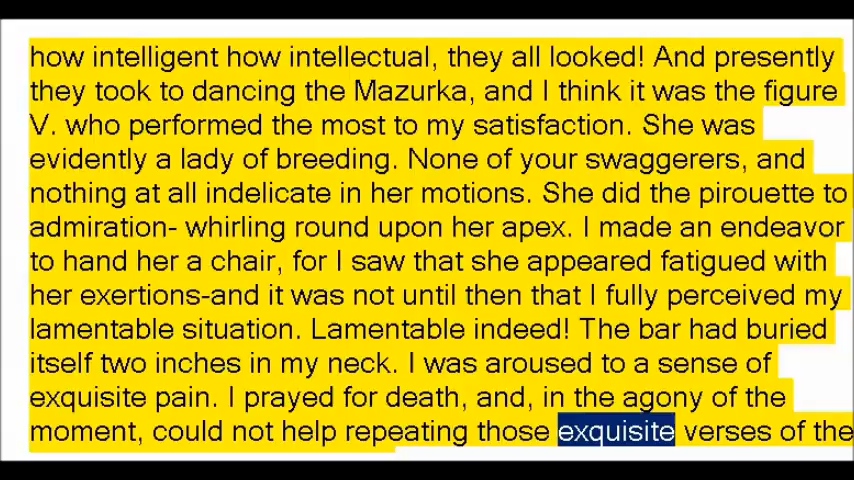 how intelligent how intellectual, they all looked! And presently
they took to dancing the Mazurka, and I think it was the figure
V. who performed the most to my satisfaction. She was
evidently a lady of breeding. None of your swaggerers, and
nothing at all indelicate in her motions. She did the pirouette to
admiration- whirling round upon her apex. I made an endeavor
to hand her a chair, for I saw that she appeared fatigued with
her exertions-and it was not until then that I fully perceived my
lamentable situation. Lamentable indeed! The bar had buried
itself two inches in my neck. I was aroused to a sense of
exquisite pain. I prayed for death, and, in the agony of the
moment, could not help repeating those exquisite verses of the